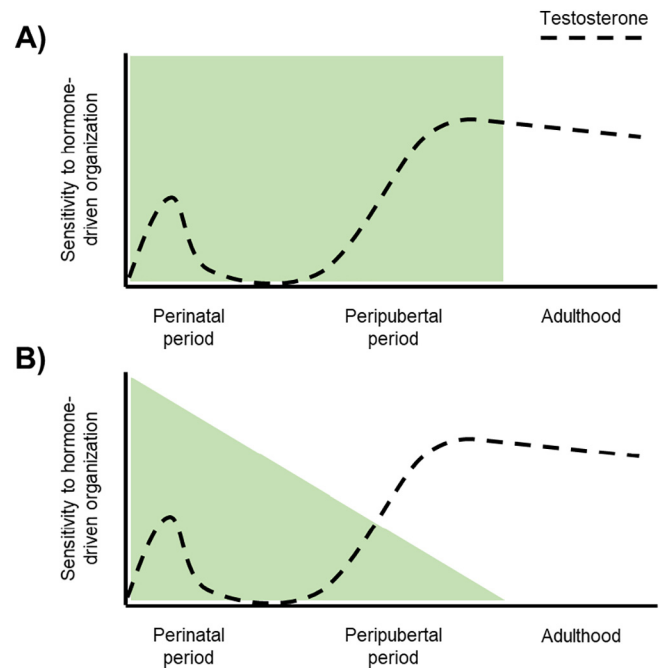 Testosterone
A)
Sensitivity to hormone-
driven organization
Perinatal
period
Peripubertal
period
Adulthood
B)
Sensitivity to hormone-
driven organization
Perinatal
period
Peripubertal
period
Adulthood